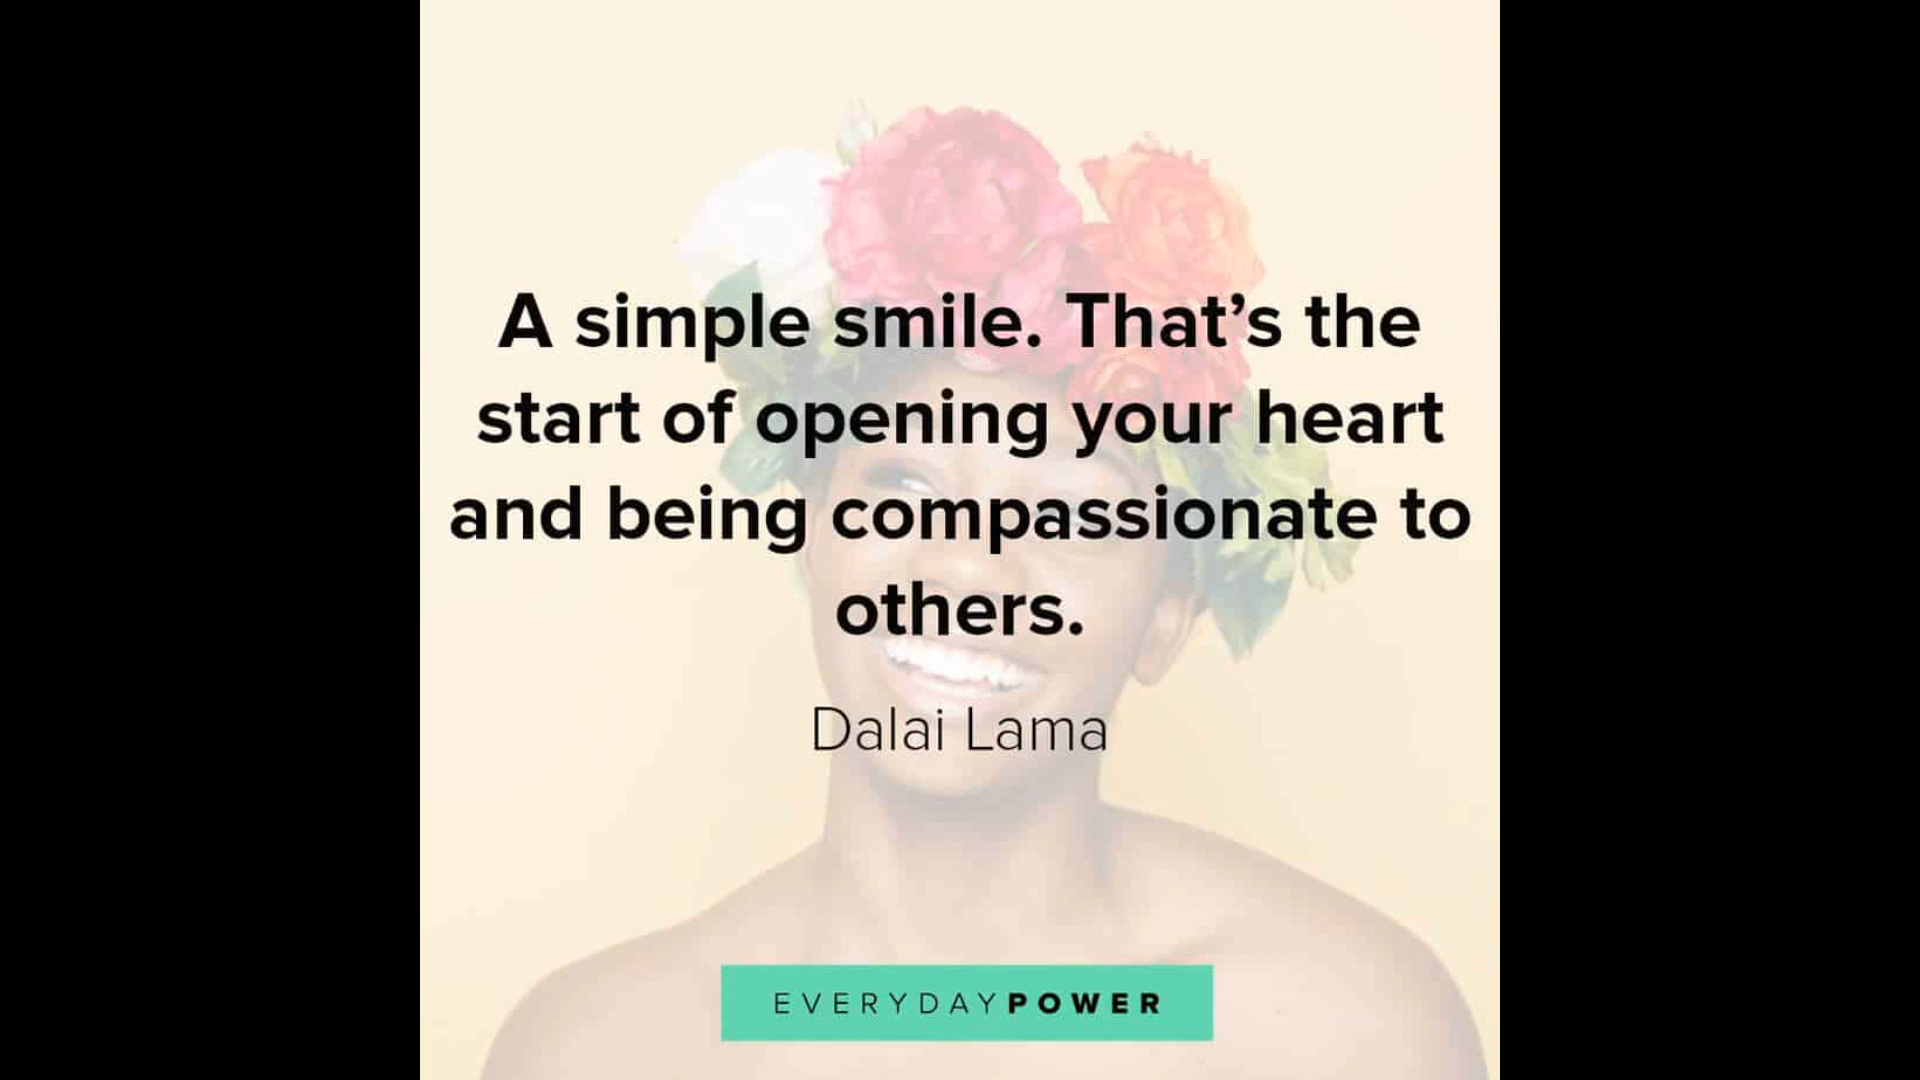 A simple smile. That’s the
start of opening your heart
and being compassionate to
others.
Dalai Lama
EVERYDAYPOWER